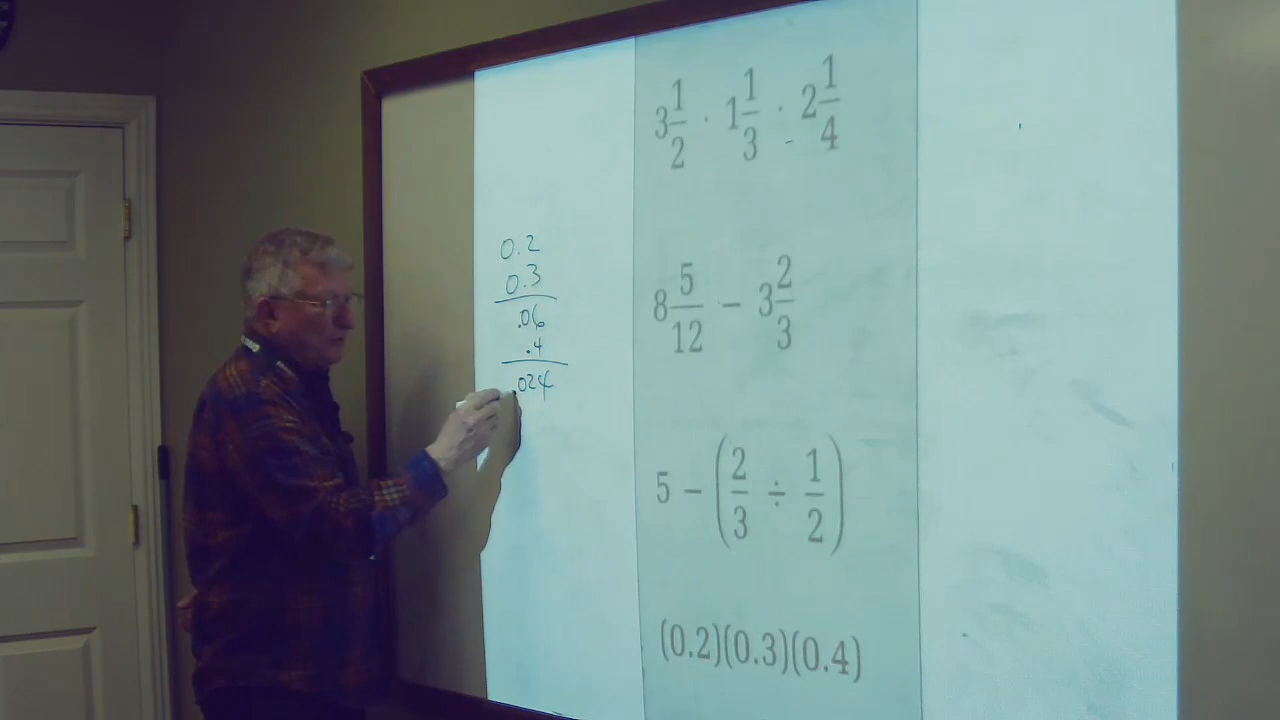 3 1/2 · 1 1/3 · 2 1/4
0.2
0.3
.06
.4
.024
8 5/12 − 3 2/3
5 − (2/3 ÷ 1/2)
(0.2)(0.3)(0.4)